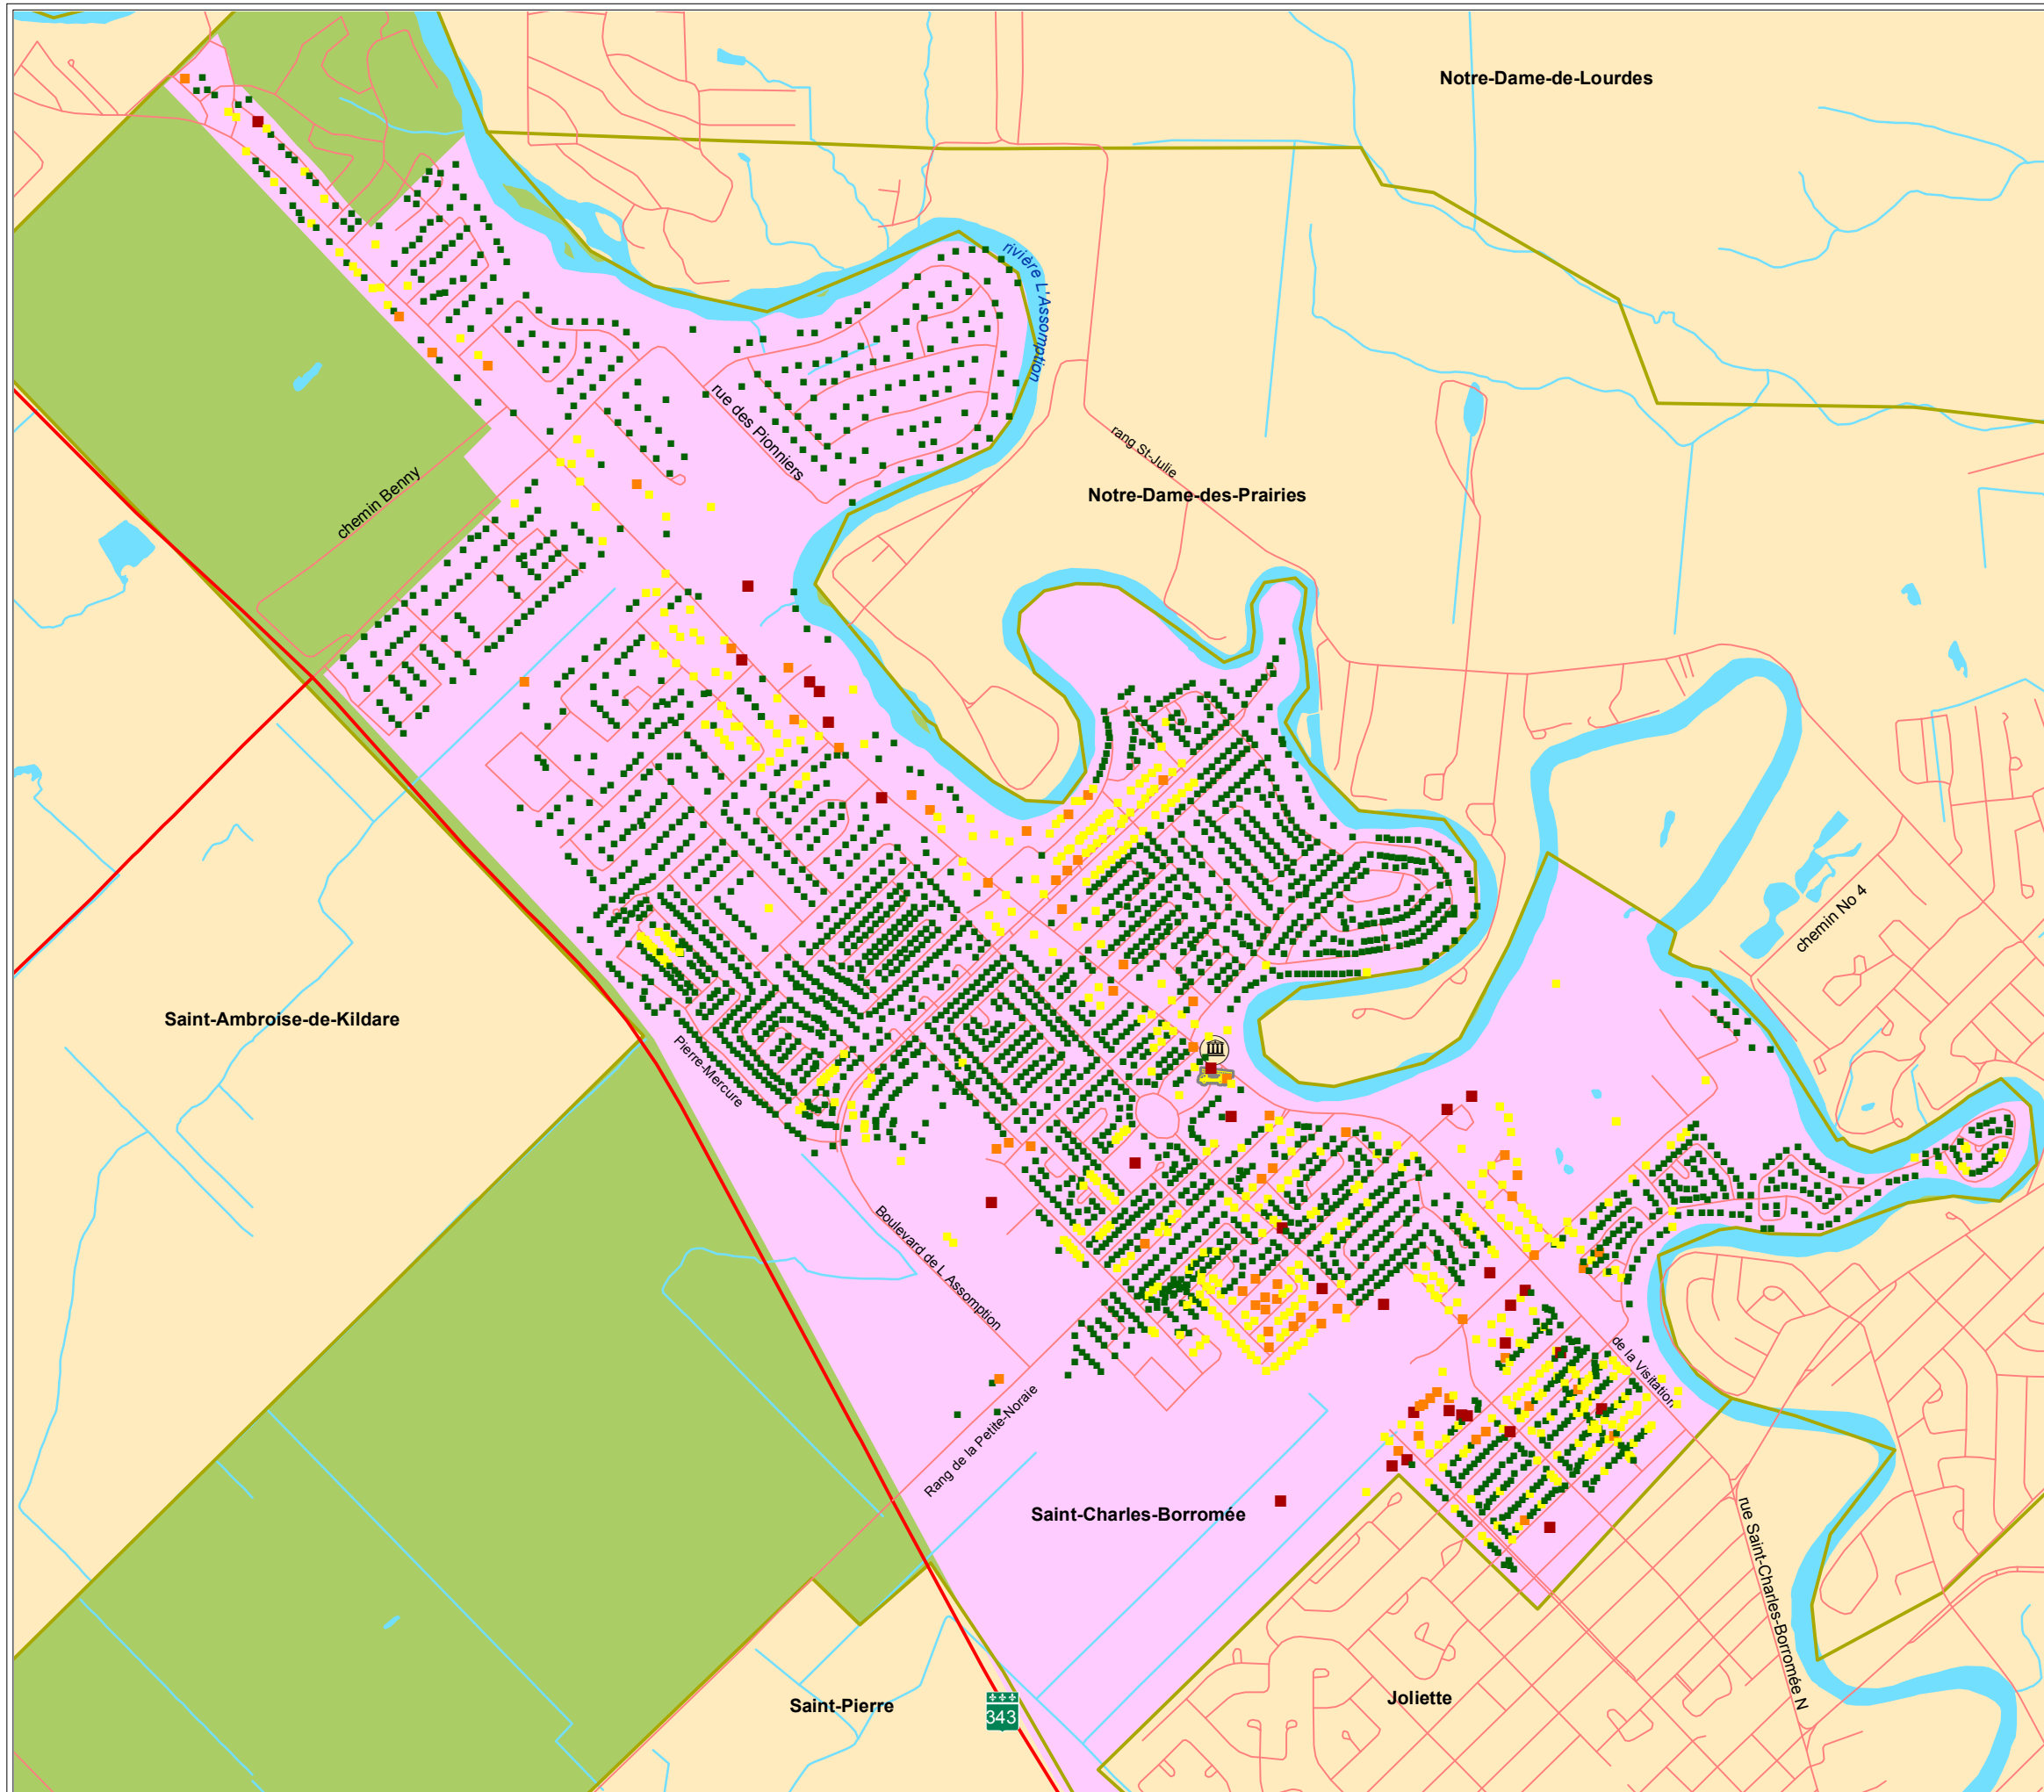 Notre-Dame-de-Lourdes
rivière L'Assomption
rue des Pionniers
rang St-Julie
chemin Benny
Notre-Dame-des-Prairies
chemin No 4
Saint-Ambroise-de-Kildare
Pierre-Mercure
Boulevard de L Assomption
de la Visitation
Rang de la Petite-Noraie
Saint-Charles-Borromée
rue Saint-Charles-Borromée N
Saint-Pierre
Joliette
343